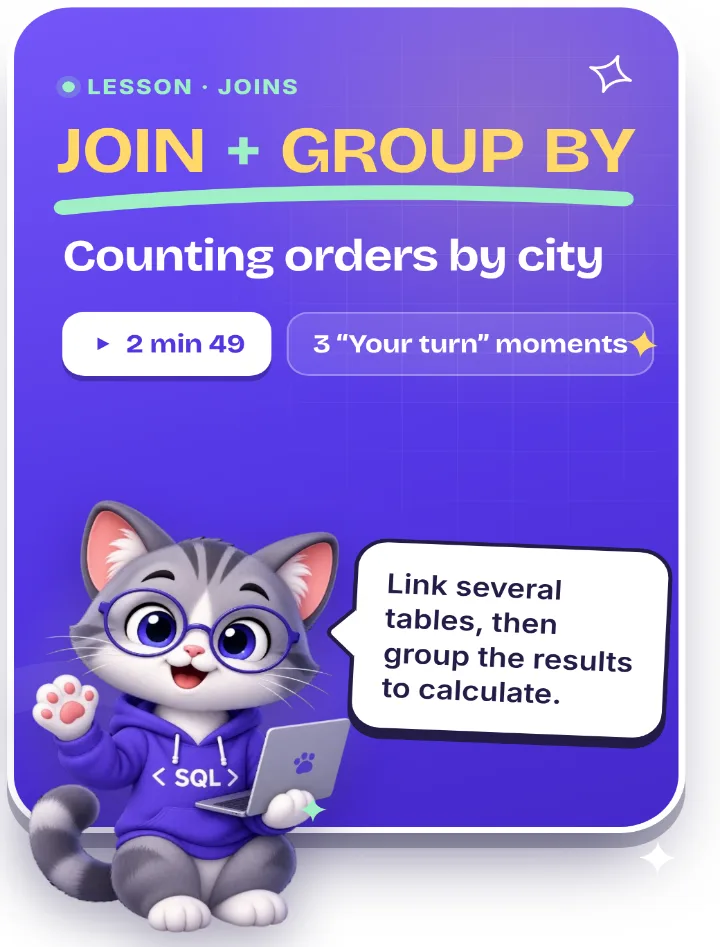 LESSON · JOINS
JOIN + GROUP BY
Counting orders by city
2 min 49
3 “Your turn” moments
Link several
tables, then
group the results
to calculate.
< SQL >